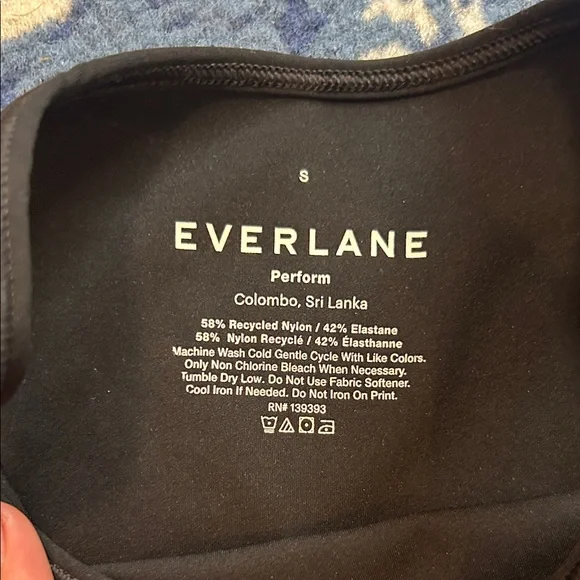 S
EVERLANE
Perform
Colombo, Sri Lanka
58% Recycled Nylon / 42% Elastane
58% Nylon Recyclé / 42% Élasthanne
Machine Wash Cold Gentle Cycle With Like Colors.
Only Non Chlorine Bleach When Necessary.
Tumble Dry Low. Do Not Use Fabric Softener.
Cool Iron If Needed. Do Not Iron On Print.
RN# 139393